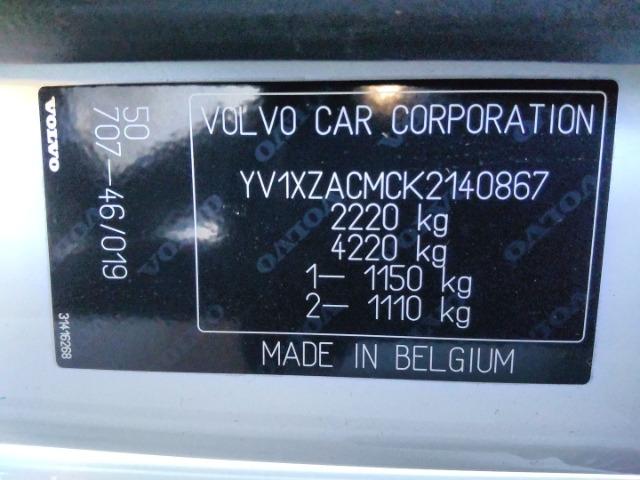 VOLVO
50
707-46/019
31416268
VOLVO CAR CORPORATION
YV1XZACMCK2140867
2220 kg
4220 kg
1- 1150 kg
2- 1110 kg
MADE IN BELGIUM